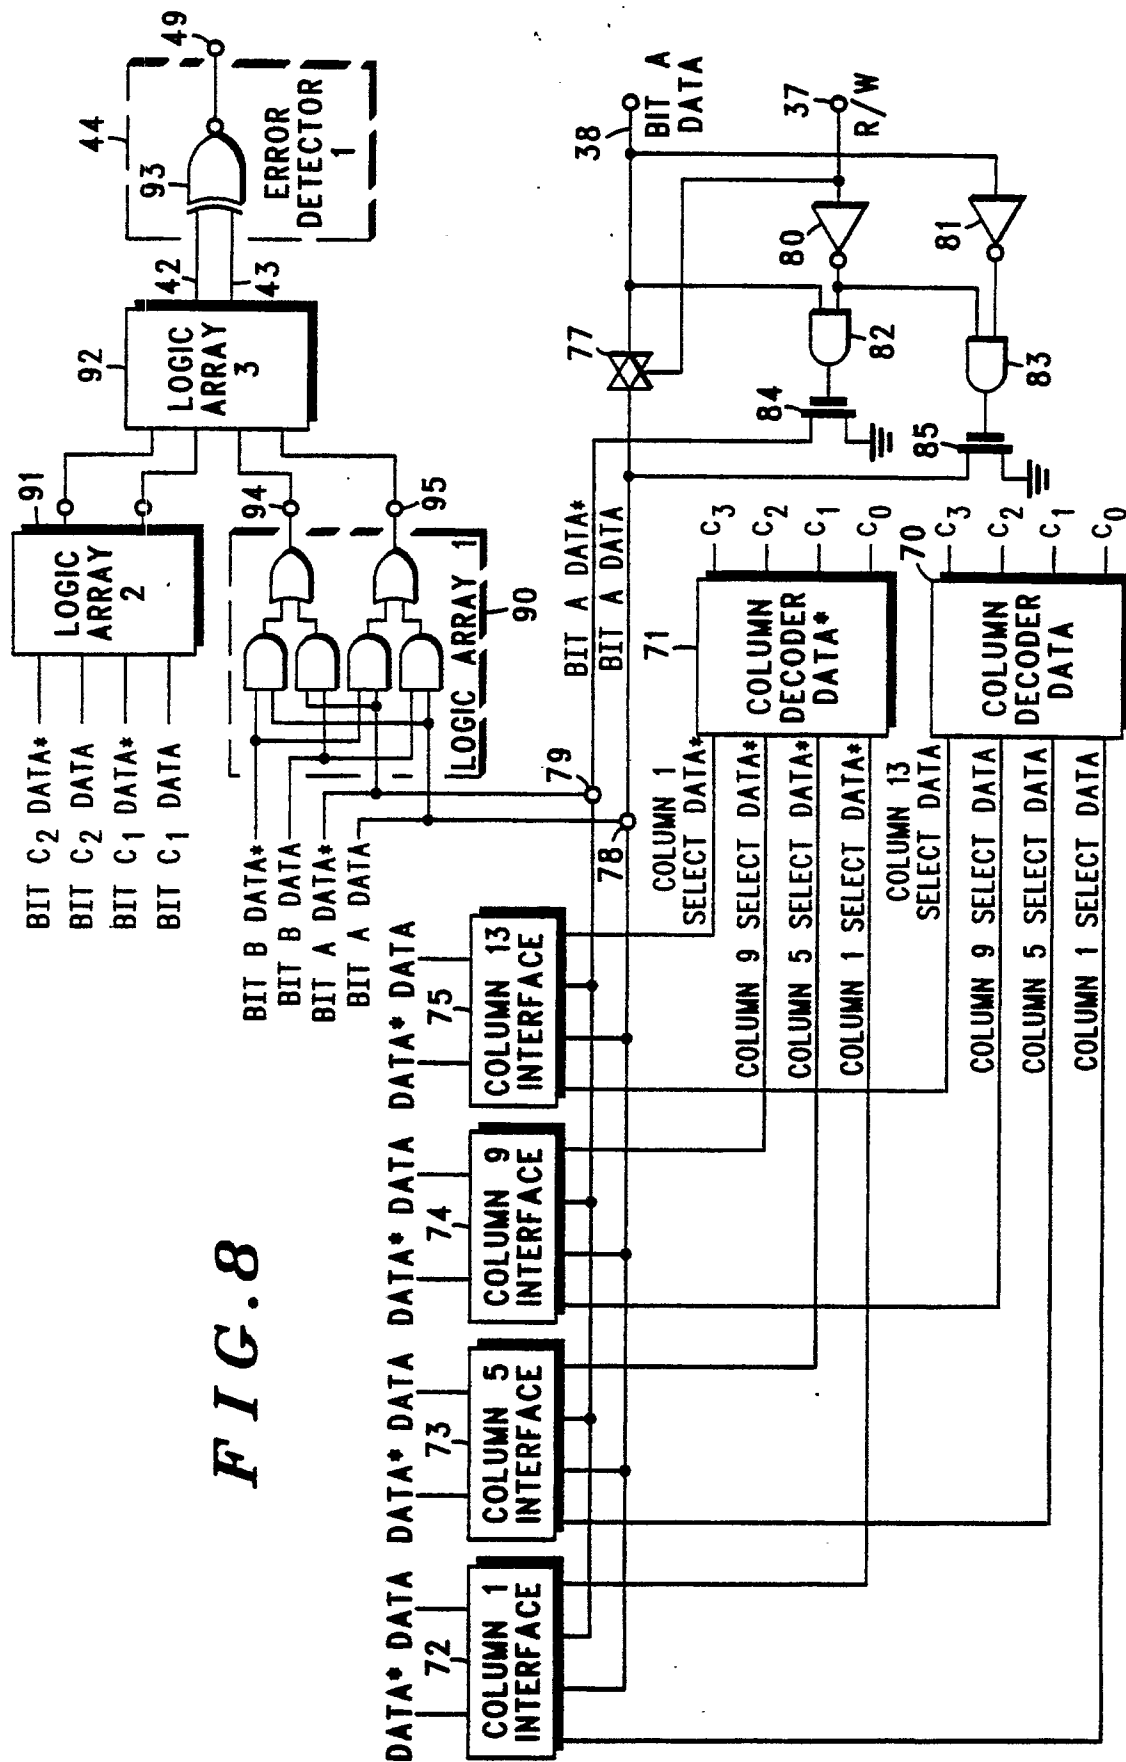 FIG.8
BIT C2 DATA*
BIT C2 DATA
BIT C1 DATA*
BIT C1 DATA
LOGIC
ARRAY
2
91
92
LOGIC
ARRAY
3
42
43
44
93
ERROR
DETECTOR
1
49
BIT B DATA*
BIT B DATA
BIT A DATA*
BIT A DATA
LOGIC ARRAY 1
90
94
95
DATA* DATA
72
COLUMN 1
INTERFACE
DATA* DATA
73
COLUMN 5
INTERFACE
DATA* DATA
74
COLUMN 9
INTERFACE
DATA* DATA
75
COLUMN 13
INTERFACE
79
78
BIT A DATA*
BIT A DATA
77
38
BIT A
DATA
37
R/W
80
81
82
83
84
85
COLUMN 1
SELECT DATA*
COLUMN 9 SELECT DATA*
COLUMN 5 SELECT DATA*
COLUMN 1 SELECT DATA*
71
COLUMN
DECODER
DATA*
C3
C2
C1
C0
COLUMN 13
SELECT DATA
COLUMN 9 SELECT DATA
COLUMN 5 SELECT DATA
COLUMN 1 SELECT DATA
70
COLUMN
DECODER
DATA
C3
C2
C1
C0